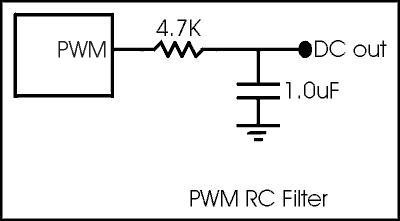 4.7K
PWM
DC out
1.0uF
PWM RC Filter